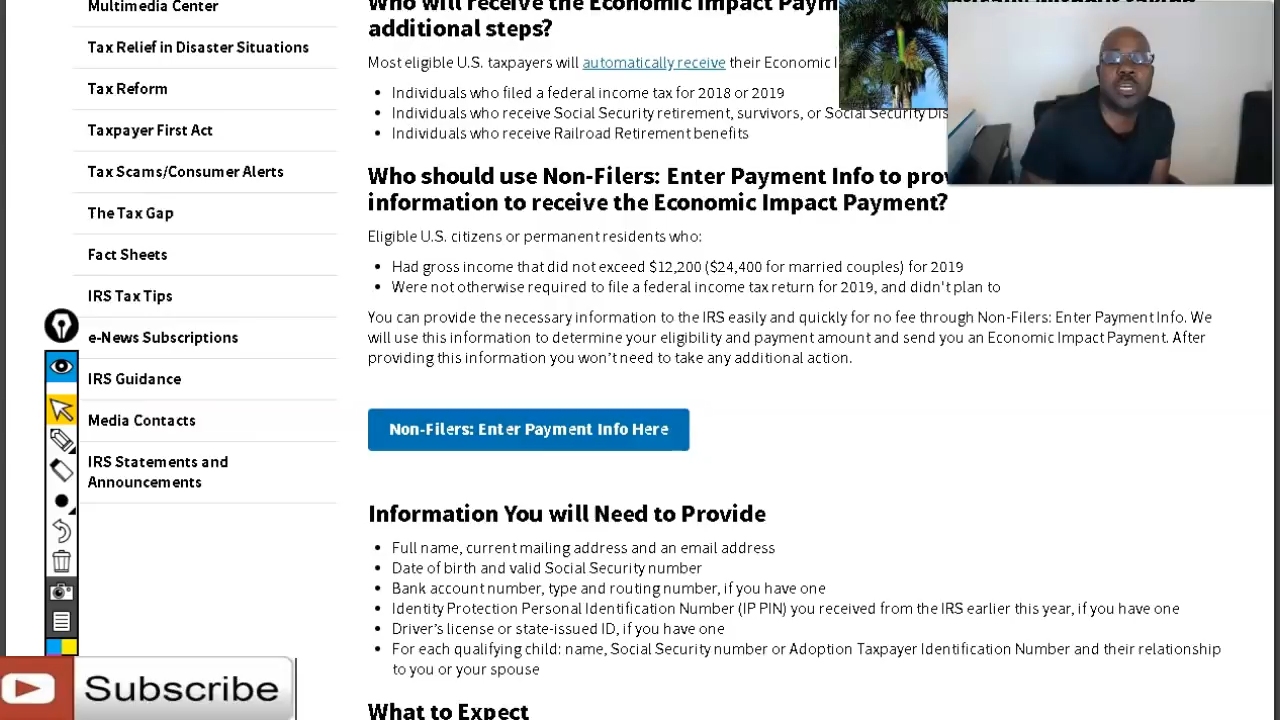 Multimedia Center
Tax Relief in Disaster Situations
Tax Reform
Taxpayer First Act
Tax Scams/Consumer Alerts
The Tax Gap
Fact Sheets
IRS Tax Tips
e-News Subscriptions
IRS Guidance
Media Contacts
IRS Statements and
Announcements
Who will receive the Economic Impact Paym
additional steps?
Most eligible U.S. taxpayers will automatically receive their Economic I
• Individuals who filed a federal income tax for 2018 or 2019
• Individuals who receive Social Security retirement, survivors, or Social Security Dis
• Individuals who receive Railroad Retirement benefits
Who should use Non-Filers: Enter Payment Info to prov
information to receive the Economic Impact Payment?
Eligible U.S. citizens or permanent residents who:
• Had gross income that did not exceed $12,200 ($24,400 for married couples) for 2019
• Were not otherwise required to file a federal income tax return for 2019, and didn't plan to
You can provide the necessary information to the IRS easily and quickly for no fee through Non-Filers: Enter Payment Info. We
will use this information to determine your eligibility and payment amount and send you an Economic Impact Payment. After
providing this information you won't need to take any additional action.
Non-Filers: Enter Payment Info Here
Information You will Need to Provide
• Full name, current mailing address and an email address
• Date of birth and valid Social Security number
• Bank account number, type and routing number, if you have one
• Identity Protection Personal Identification Number (IP PIN) you received from the IRS earlier this year, if you have one
• Driver's license or state-issued ID, if you have one
• For each qualifying child: name, Social Security number or Adoption Taxpayer Identification Number and their relationship
to you or your spouse
What to Expect
Subscribe